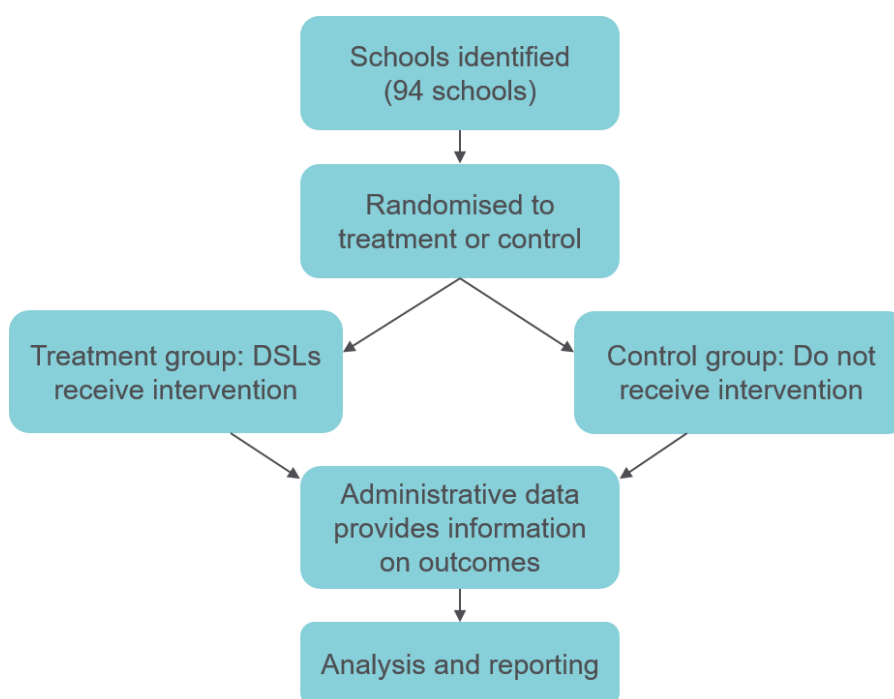 Schools identified
(94 schools)
Randomised to
treatment or control
Treatment group: DSLs
receive intervention
Control group: Do not
receive intervention
Administrative data
provides information
on outcomes
Analysis and reporting